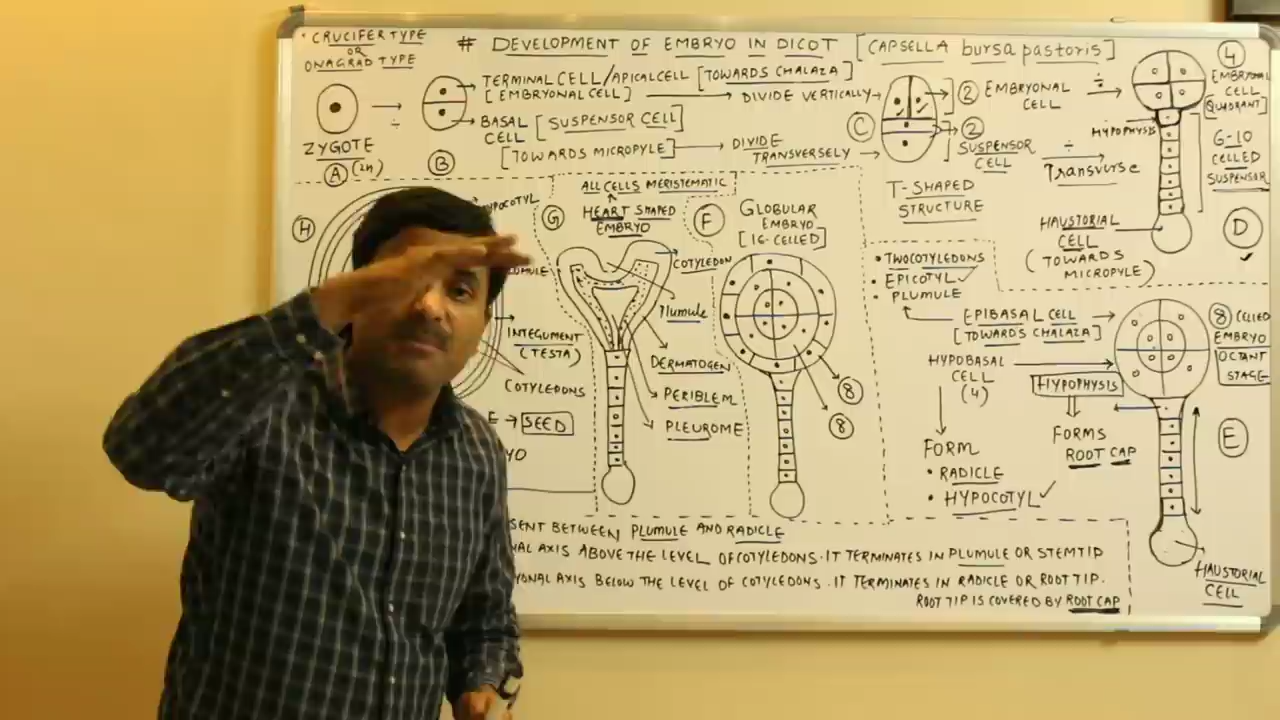 • CRUCIFER TYPE
OR
ONAGRAD TYPE
# DEVELOPMENT OF EMBRYO IN DICOT [CAPSELLA bursa pastoris]
ZYGOTE
(A) (2n)
÷
TERMINAL CELL/APICAL CELL [TOWARDS CHALAZA]
[EMBRYONAL CELL] → DIVIDE VERTICALLY →
BASAL CELL [SUSPENSOR CELL]
[TOWARDS MICROPYLE] → DIVIDE TRANSVERSELY →
(B)
(C)
(2) EMBRYONAL CELL
÷
(2) SUSPENSOR CELL
÷
Transverse
T-SHAPED
STRUCTURE
(4)
EMBRYONAL
CELL
[QUADRANT]
HYPOPHYSIS
6-10
CELLED
SUSPENSOR
HAUSTORIAL
CELL
(TOWARDS
MICROPYLE)
(D)
(H)
HYPOCOTYL
INTEGUMENT
(TESTA)
COTYLEDONS
→ SEED
ALL CELLS MERISTEMATIC
(G)
HEART SHAPED
EMBRYO
COTYLEDON
Plumule
DERMATOGEN
PERIBLEM
PLEUROME
(F)
GLOBULAR
EMBRYO
[16-CELLED]
(8)
(8)
• TWO COTYLEDONS
• EPICOTYL ✓
• PLUMULE
EPIBASAL CELL →
[TOWARDS CHALAZA]
HYPOBASAL
CELL
(4)
FORM
• RADICLE
• HYPOCOTYL ✓
HYPOPHYSIS
FORMS
ROOT CAP
(8) CELLED
EMBRYO
OCTANT
STAGE
(E)
HAUSTORIAL
CELL
BETWEEN PLUMULE AND RADICLE
AXIS ABOVE THE LEVEL OF COTYLEDONS. IT TERMINATES IN PLUMULE OR STEM TIP
AXIS BELOW THE LEVEL OF COTYLEDONS. IT TERMINATES IN RADICLE OR ROOT TIP.
ROOT TIP IS COVERED BY ROOT CAP